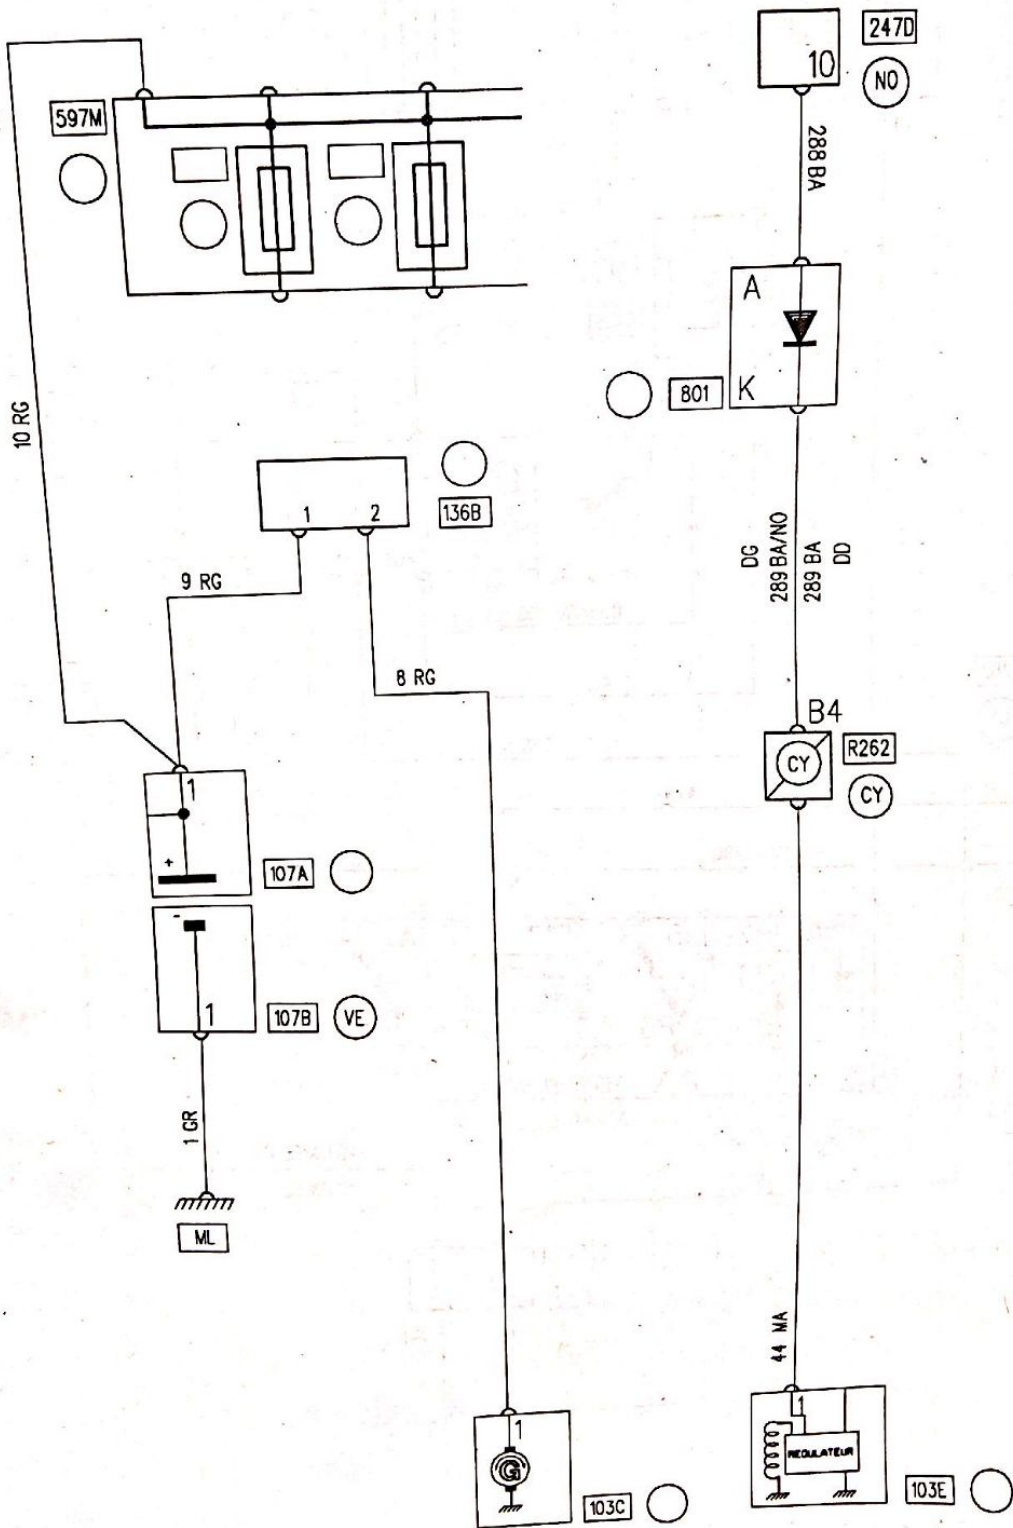 247D
10
NO
597M
288 BA
A
K
801
10 RG
1 2
136B
DG
289 BA/NO
289 BA
DD
9 RG
8 RG
B4
CY
R262
CY
1
+
107A
-
1
107B
VE
1 GR
ML
44 MA
1
G
103C
1
REGULATEUR
103E